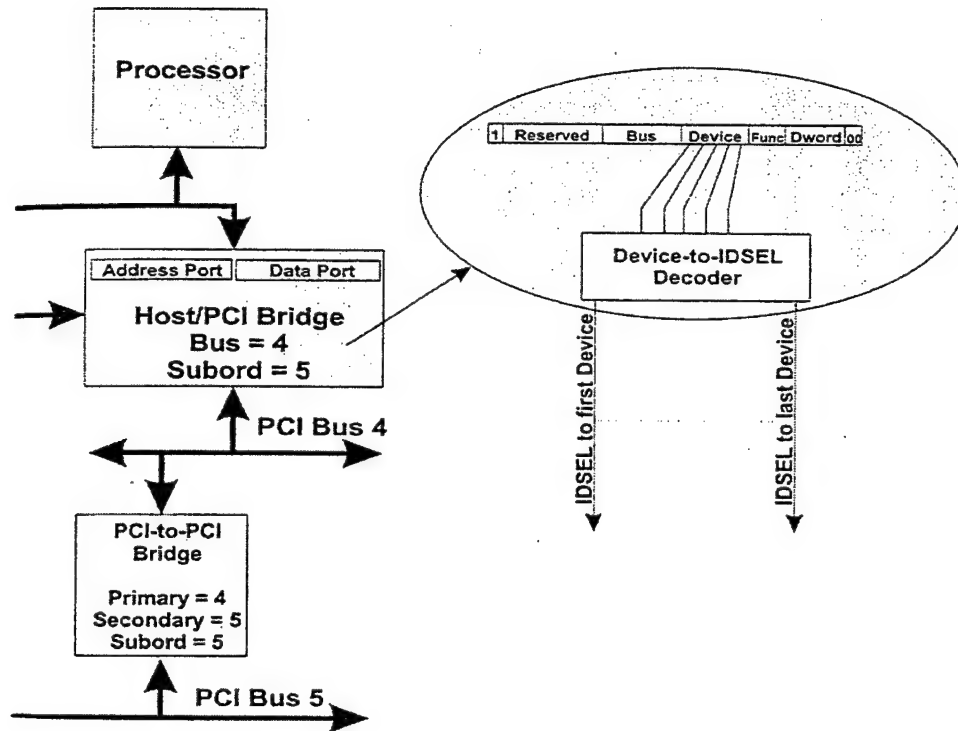 Processor
1 Reserved Bus Device Func Dword 00
Device-to-IDSEL
Decoder
Address Port Data Port
Host/PCI Bridge
Bus = 4
Subord = 5
IDSEL to first Device
IDSEL to last Device
PCI Bus 4
PCI-to-PCI
Bridge
Primary = 4
Secondary = 5
Subord = 5
PCI Bus 5